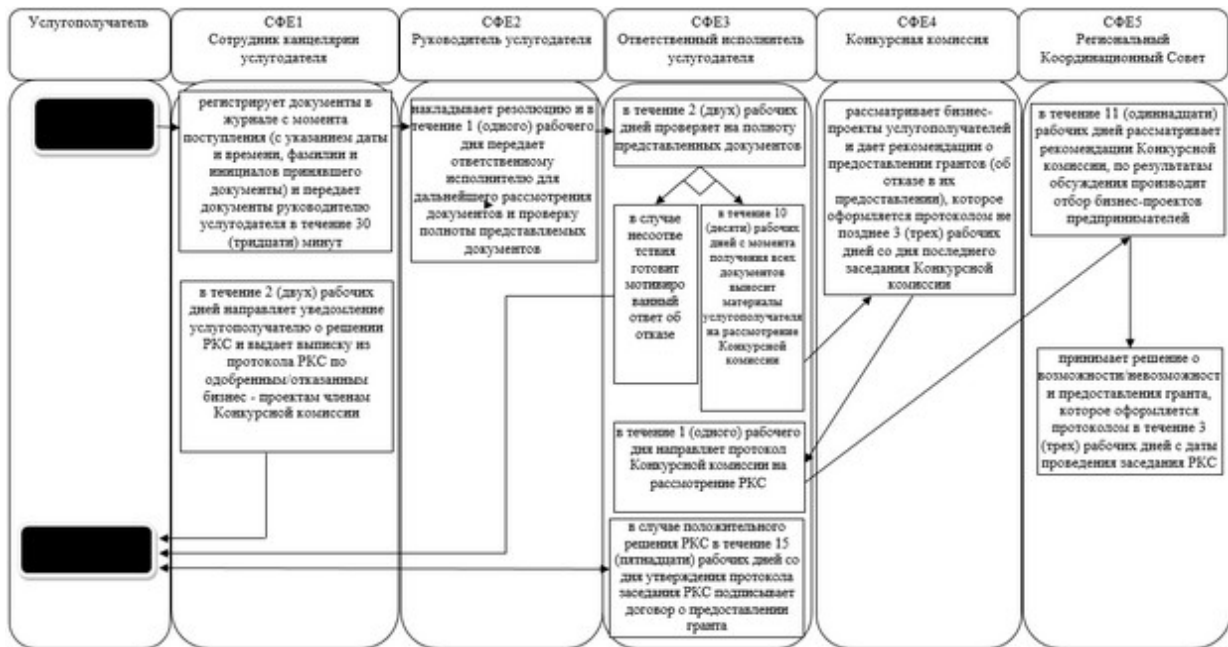 Услугополучатель
СФЕ1
Сотрудник канцелярии
услугодателя
СФЕ2
Руководитель услугодателя
СФЕ3
Ответственный исполнитель
услугодателя
СФЕ4
Конкурсная комиссия
СФЕ5
Региональный
Координационный Совет
регистрирует документы в
журнале с момента
поступления (с указанием даты
и времени, фамилии и
инициалов принявшего
документы) и передает
документы руководителю
услугодателя в течение 30
(тридцати) минут
в течение 2 (двух) рабочих
дней направляет уведомление
услугополучателю о решении
РКС и выдает выписку из
протокола РКС по
одобренным/отказанным
бизнес - проектам членам
Конкурсной комиссии
накладывает резолюцию и в
течение 1 (одного) рабочего
дня передает
ответственному
исполнителю для
дальнейшего рассмотрения
документов и проверку
полноты представляемых
документов
в течение 2 (двух) рабочих
дней проверяет на полноту
представленных документов
в случае
несоотве
тствия
готовит
мотивиро
ванный
ответ об
отказе
в течение 10
(десяти) рабочих
дней с момента
получения всех
документов
выносит
материалы
услугополучателя
на рассмотрение
Конкурсной
комиссии
в течение 1 (одного) рабочего
дня направляет протокол
Конкурсной комиссии на
рассмотрение РКС
в случае положительного
решения РКС в течение 15
(пятнадцати) рабочих дней со
дня утверждения протокола
заседания РКС подписывает
договор о предоставлении
гранта
рассматривает бизнес-
проекты услугополучателей
и дает рекомендации о
предоставлении грантов (об
отказе в их
предоставлении), которое
оформляется протоколом не
позднее 3 (трех) рабочих
дней со дня последнего
заседания Конкурсной
комиссии
в течение 11 (одиннадцати)
рабочих дней рассматривает
рекомендации Конкурсной
комиссии, по результатам
обсуждения производит
отбор бизнес-проектов
предпринимателей
принимает решение о
возможности/невозможност
и предоставления гранта,
которое оформляется
протоколом в течение 3
(трех) рабочих дней с даты
проведения заседания РКС